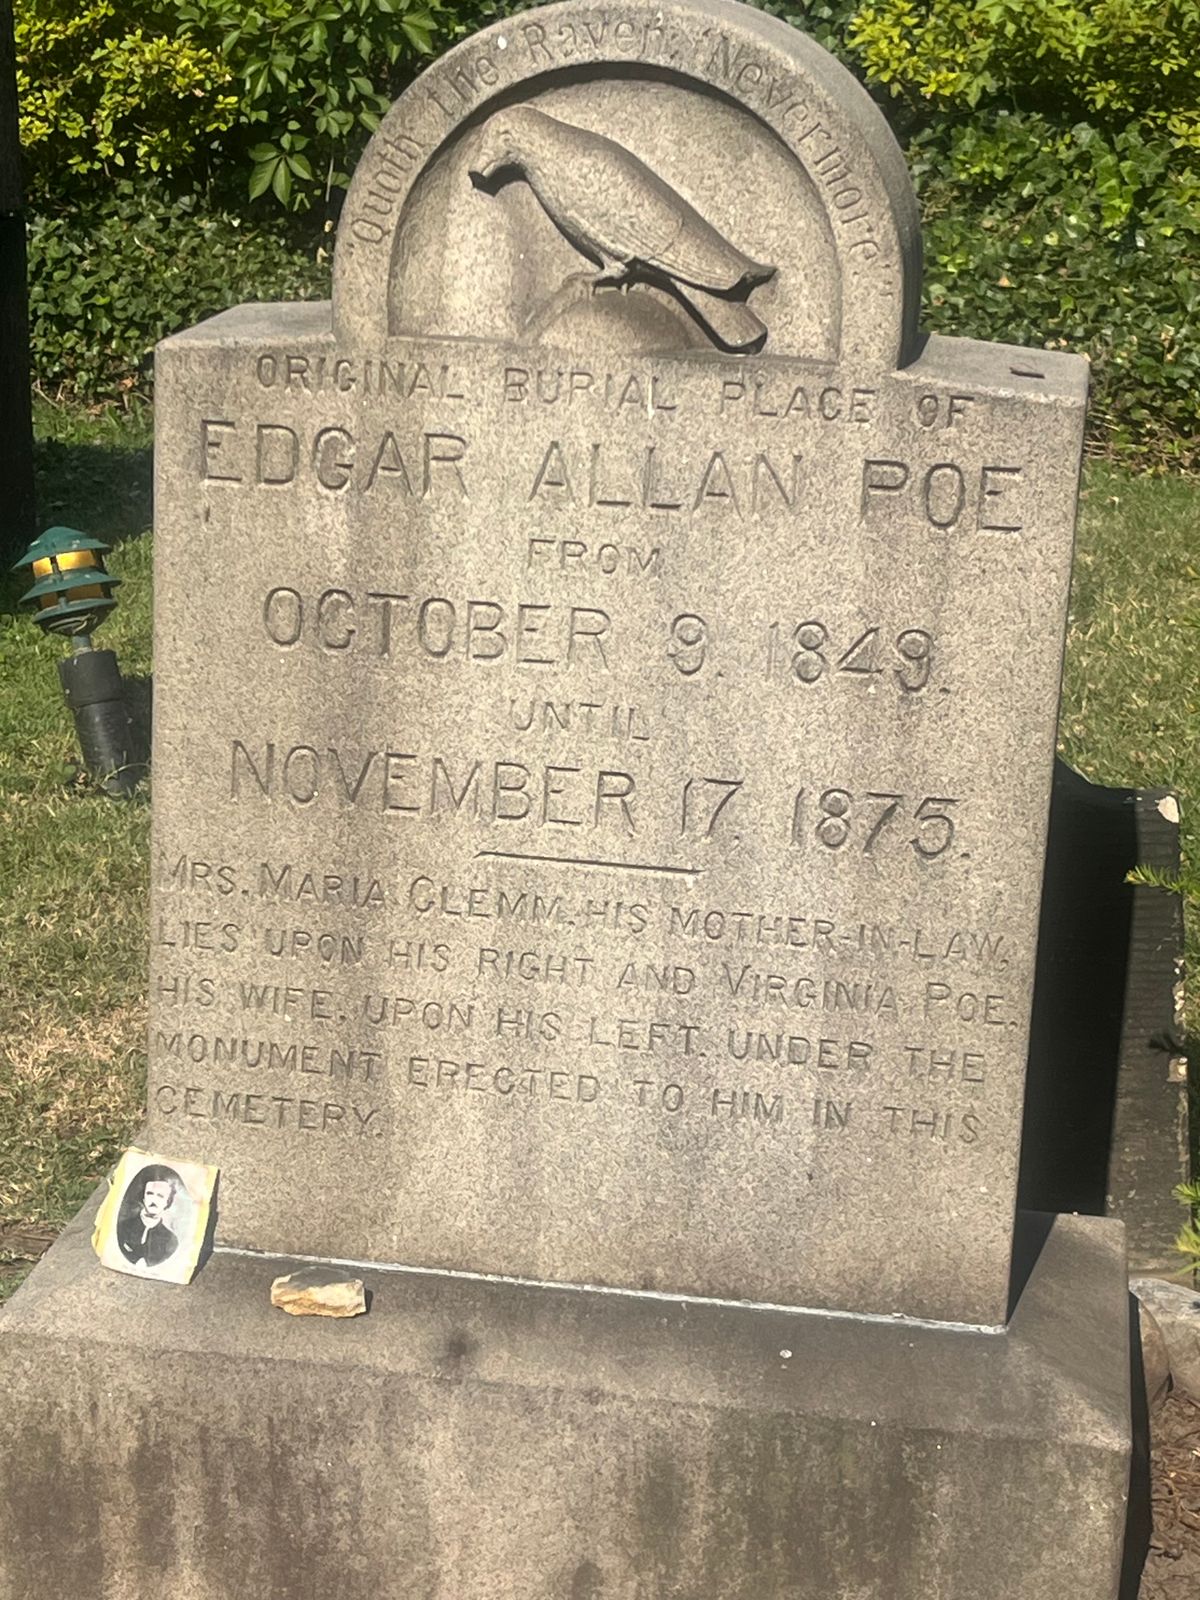 "Quoth the Raven, 'Nevermore.'"
ORIGINAL BURIAL PLACE OF
EDGAR ALLAN POE
FROM
OCTOBER 9. 1849.
UNTIL
NOVEMBER 17. 1875.
MRS. MARIA CLEMM, HIS MOTHER-IN-LAW,
LIES UPON HIS RIGHT AND VIRGINIA POE.
HIS WIFE, UPON HIS LEFT. UNDER THE
MONUMENT ERECTED TO HIM IN THIS
CEMETERY.